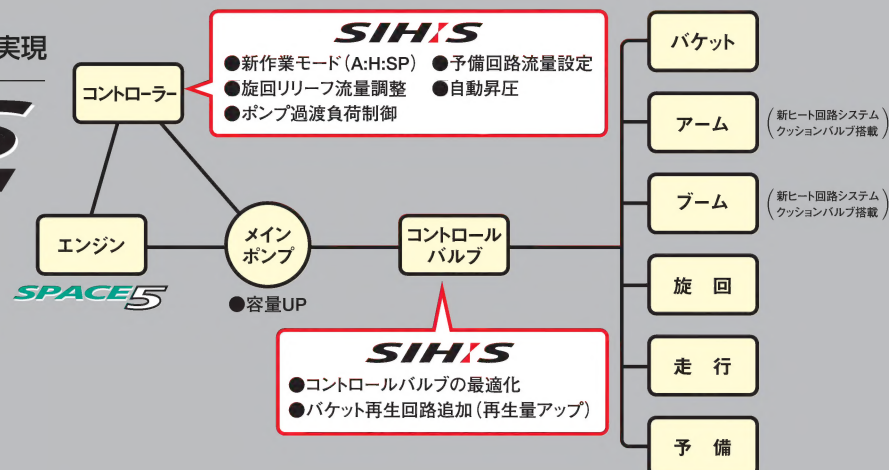 実現
コントローラー
SIH:S
●新作業モード(A:H:SP) ●予備回路流量設定
●旋回リリーフ流量調整 ●自動昇圧
●ポンプ過渡負荷制御
エンジン
SPACE5
メイン
ポンプ
●容量UP
コントロール
バルブ
SIH:S
●コントロールバルブの最適化
●バケット再生回路追加(再生量アップ)
バケット
アーム
(新ヒート回路システム
クッションバルブ搭載)
ブーム
(新ヒート回路システム
クッションバルブ搭載)
旋 回
走 行
予 備